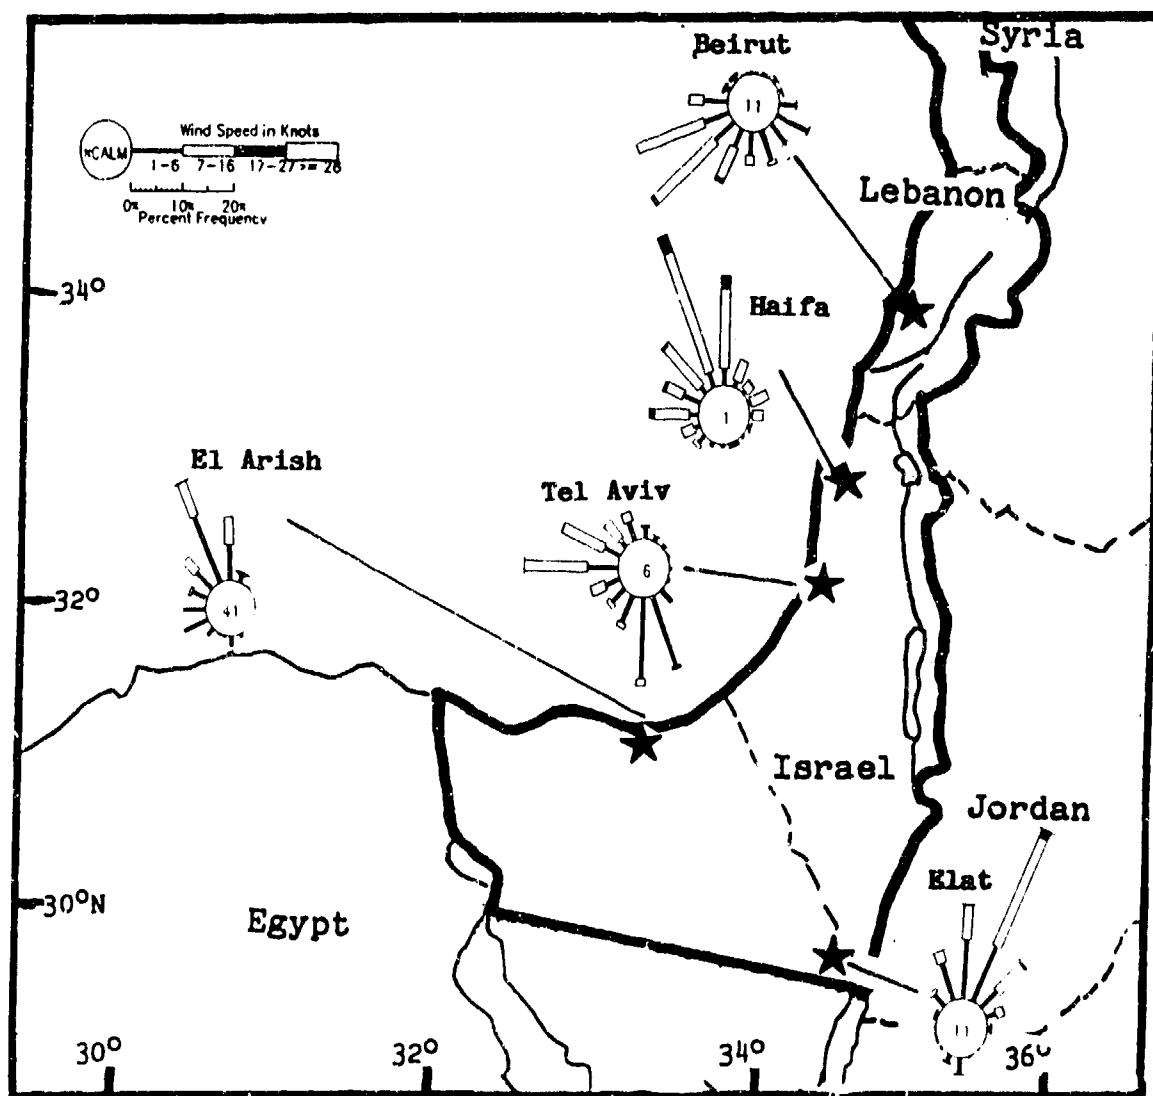 Beirut
Syria
11
Wind Speed in Knots
%CALM
1-6 7-16 17-27 >= 28
0% 10% 20%
Percent Frequency
Lebanon
34°
Haifa
1
El Arish
Tel Aviv
6
32°
41
Israel
Jordan
Elat
30°N
Egypt
11
30° 32° 34° 36°